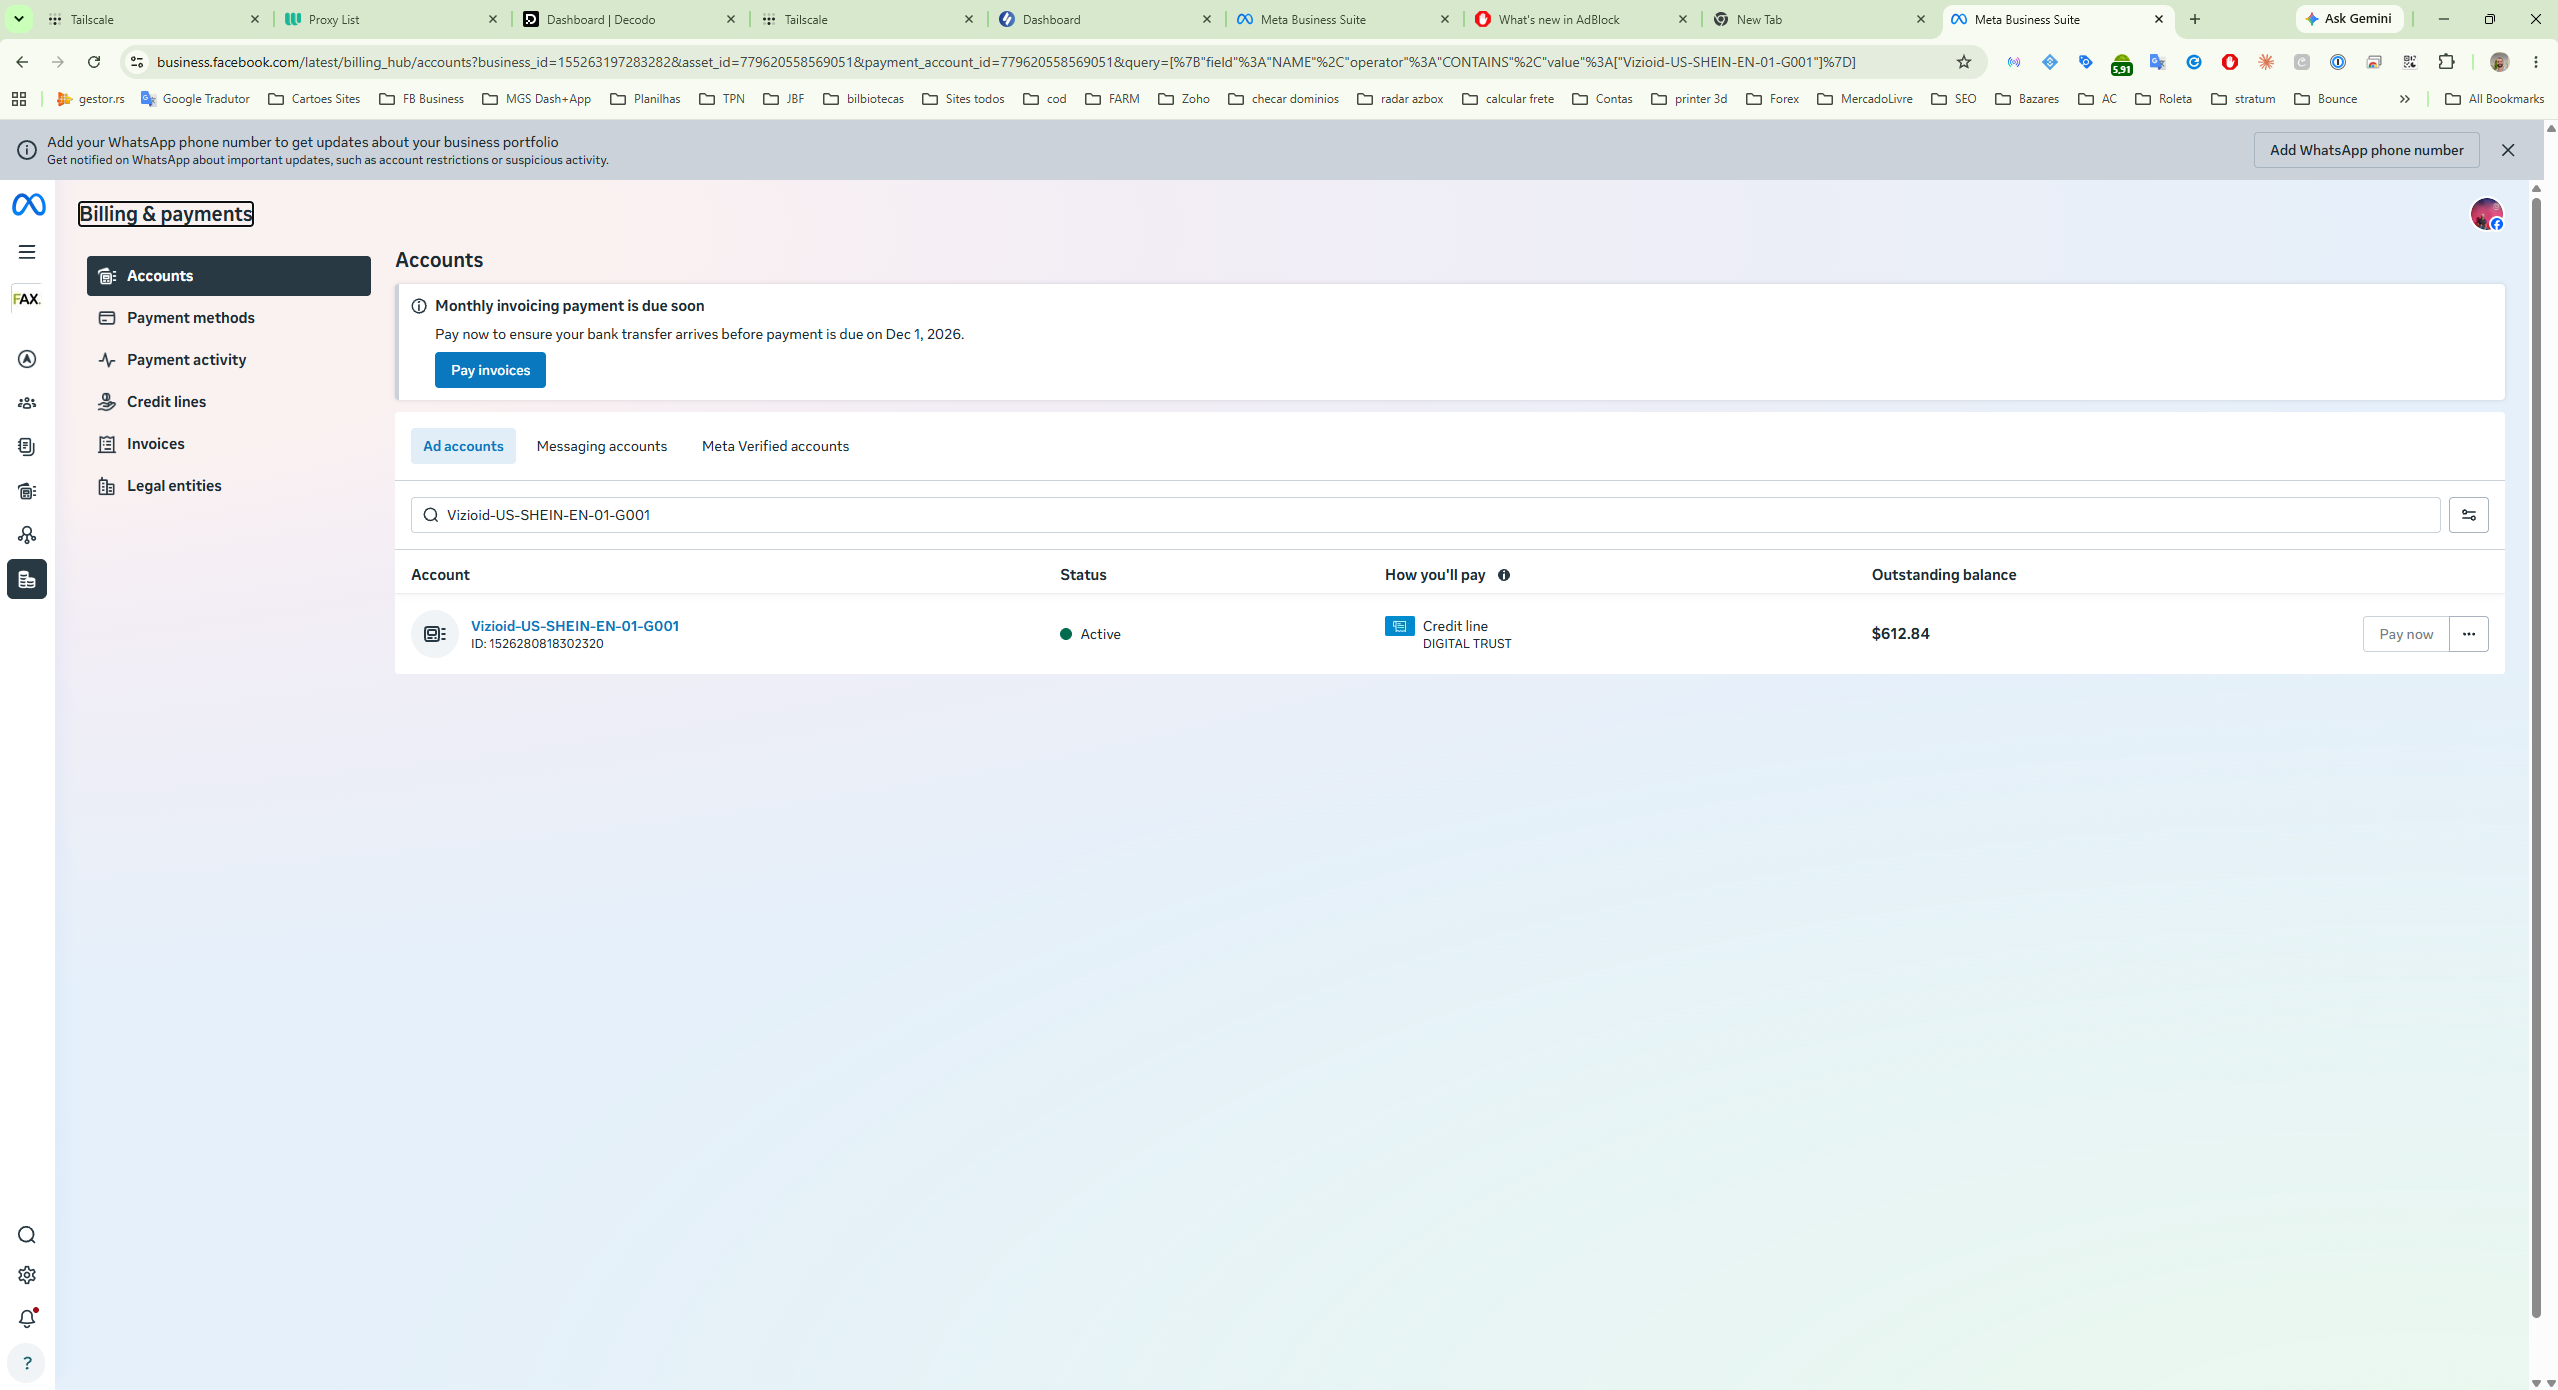 Tailscale
Proxy List
Dashboard | Decodo
Tailscale
Dashboard
Meta Business Suite
What's new in AdBlock
New Tab
Meta Business Suite
Ask Gemini
business.facebook.com/latest/billing_hub/accounts?business_id=155263197283282&asset_id=779620558569051&payment_account_id=779620558569051&query=[%7B"field"%3A"NAME"%2C"operator"%3A"CONTAINS"%2C"value"%3A["Vizioid-US-SHEIN-EN-01-G001"]%7D]
5,91
gestor.rs
Google Tradutor
Cartoes Sites
FB Business
MGS Dash+App
Planilhas
TPN
JBF
bilbiotecas
Sites todos
cod
FARM
Zoho
checar dominios
radar azbox
calcular frete
Contas
printer 3d
Forex
MercadoLivre
SEO
Bazares
AC
Roleta
stratum
Bounce
All Bookmarks
Add your WhatsApp phone number to get updates about your business portfolio
Get notified on WhatsApp about important updates, such as account restrictions or suspicious activity.
Add WhatsApp phone number
Billing & payments
FAX.
Accounts
Payment methods
Payment activity
Credit lines
Invoices
Legal entities
Accounts
Monthly invoicing payment is due soon
Pay now to ensure your bank transfer arrives before payment is due on Dec 1, 2026.
Pay invoices
Ad accounts
Messaging accounts
Meta Verified accounts
Vizioid-US-SHEIN-EN-01-G001
Account
Status
How you'll pay
Outstanding balance
Vizioid-US-SHEIN-EN-01-G001
ID: 1526280818302320
Active
Credit line
DIGITAL TRUST
$612.84
Pay now